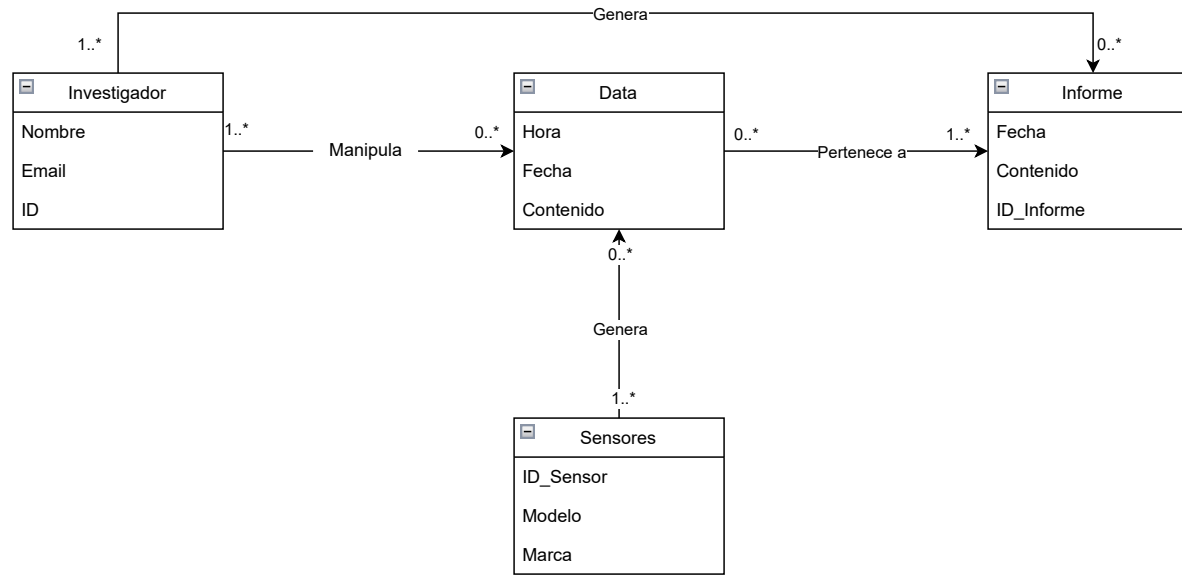 Genera
1..*
0..*
Investigador
Nombre
Email
ID
1..*
Manipula
0..*
Data
Hora
Fecha
Contenido
0..*
Pertenece a
1..*
Informe
Fecha
Contenido
ID_Informe
0..*
Genera
1..*
Sensores
ID_Sensor
Modelo
Marca